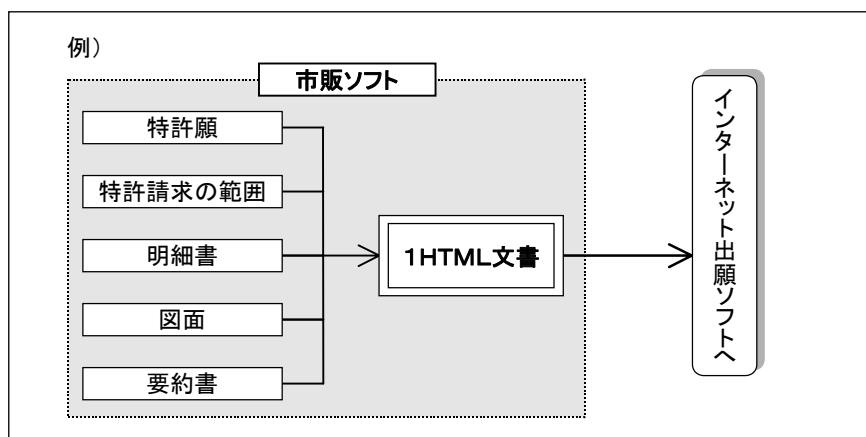 例）
市販ソフト
特許願
特許請求の範囲
明細書
図面
要約書
１HTML文書
インターネット出願ソフトへ